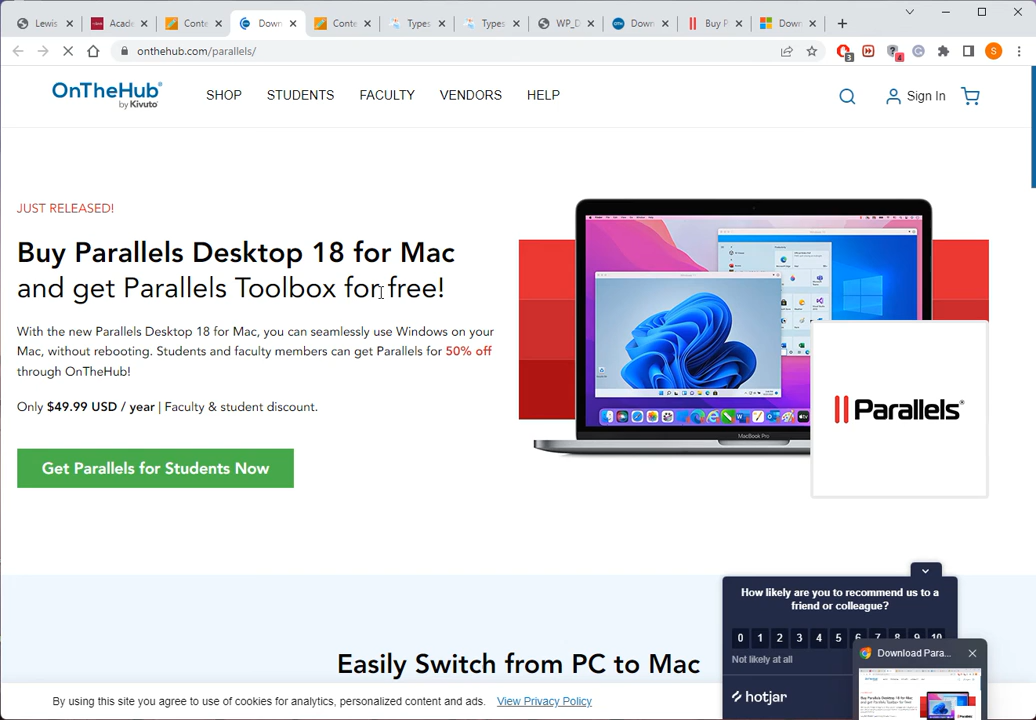 Lewis
Acade
Conte
Down
Conte
Types
Types
WP_D
Down
Buy P
Down
onthehub.com/parallels/
3
4
S
OnTheHub®
by Kivuto
SHOP STUDENTS FACULTY VENDORS HELP
Sign In
JUST RELEASED!
Buy Parallels Desktop 18 for Mac
and get Parallels Toolbox for free!
With the new Parallels Desktop 18 for Mac, you can seamlessly use Windows on your
Mac, without rebooting. Students and faculty members can get Parallels for 50% off
through OnTheHub!
Only $49.99 USD / year | Faculty & student discount.
Get Parallels for Students Now
MacBook Pro
Parallels®
Easily Switch from PC to Mac
How likely are you to recommend us to a
friend or colleague?
0 1 2 3 4 5 6 7 8 9 10
Not likely at all
hotjar
Download Para...
By using this site you agree to use of cookies for analytics, personalized content and ads. View Privacy Policy